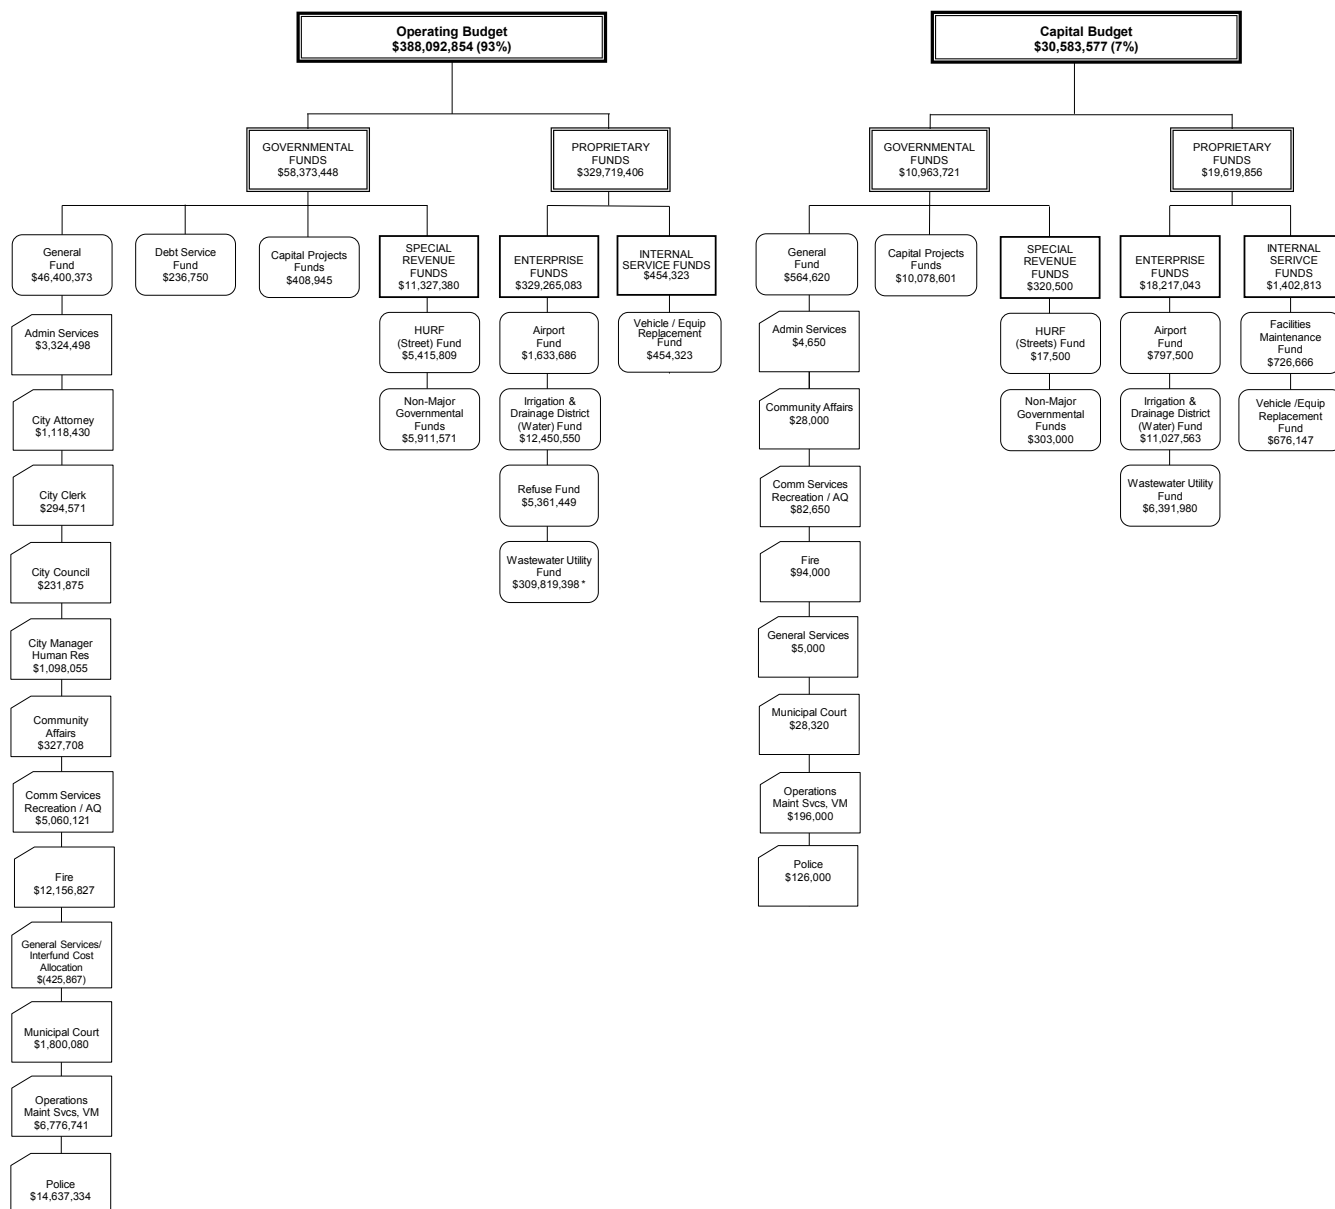 Operating Budget
$388,092,854 (93%)
GOVERNMENTAL
FUNDS
$58,373,448
PROPRIETARY
FUNDS
$329,719,406
General
Fund
$46,400,373
Debt Service
Fund
$236,750
Capital Projects
Funds
$408,945
SPECIAL
REVENUE
FUNDS
$11,327,380
ENTERPRISE
FUNDS
$329,265,083
INTERNAL
SERVICE FUNDS
$454,323
Admin Services
$3,324,498
City Attorney
$1,118,430
City Clerk
$294,571
City Council
$231,875
City Manager
Human Res
$1,098,055
Community
Affairs
$327,708
Comm Services
Recreation / AQ
$5,060,121
Fire
$12,156,827
General Services/
Interfund Cost
Allocation
$(425,867)
Municipal Court
$1,800,080
Operations
Maint Svcs, VM
$6,776,741
Police
$14,637,334
HURF
(Street) Fund
$5,415,809
Non-Major
Governmental
Funds
$5,911,571
Airport
Fund
$1,633,686
Irrigation &
Drainage District
(Water) Fund
$12,450,550
Refuse Fund
$5,361,449
Wastewater Utility
Fund
$309,819,398 *
Vehicle / Equip
Replacement
Fund
$454,323
Capital Budget
$30,583,577 (7%)
GOVERNMENTAL
FUNDS
$10,963,721
PROPRIETARY
FUNDS
$19,619,856
General
Fund
$564,620
Capital Projects
Funds
$10,078,601
SPECIAL
REVENUE
FUNDS
$320,500
ENTERPRISE
FUNDS
$18,217,043
INTERNAL
SERIVCE
FUNDS
$1,402,813
Admin Services
$4,650
Community Affairs
$28,000
Comm Services
Recreation / AQ
$82,650
Fire
$94,000
General Services
$5,000
Municipal Court
$28,320
Operations
Maint Svcs, VM
$196,000
Police
$126,000
HURF
(Streets) Fund
$17,500
Non-Major
Governmental
Funds
$303,000
Airport
Fund
$797,500
Irrigation &
Drainage District
(Water) Fund
$11,027,563
Wastewater Utility
Fund
$6,391,980
Facilities
Maintenance
Fund
$726,666
Vehicle /Equip
Replacement
Fund
$676,147